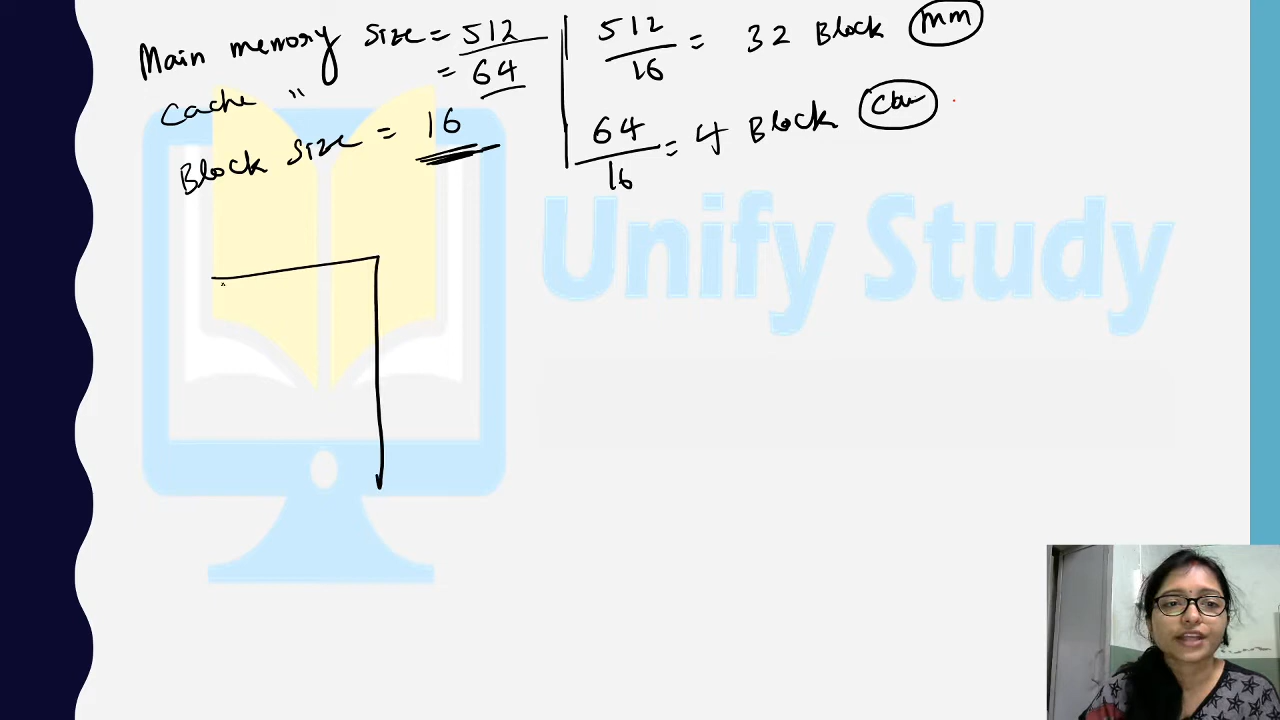 Main memory size = 512
Cache " = 64
Block size = 16
512
16
= 32 Block mm
64
16
= 4 Block
Unify Study